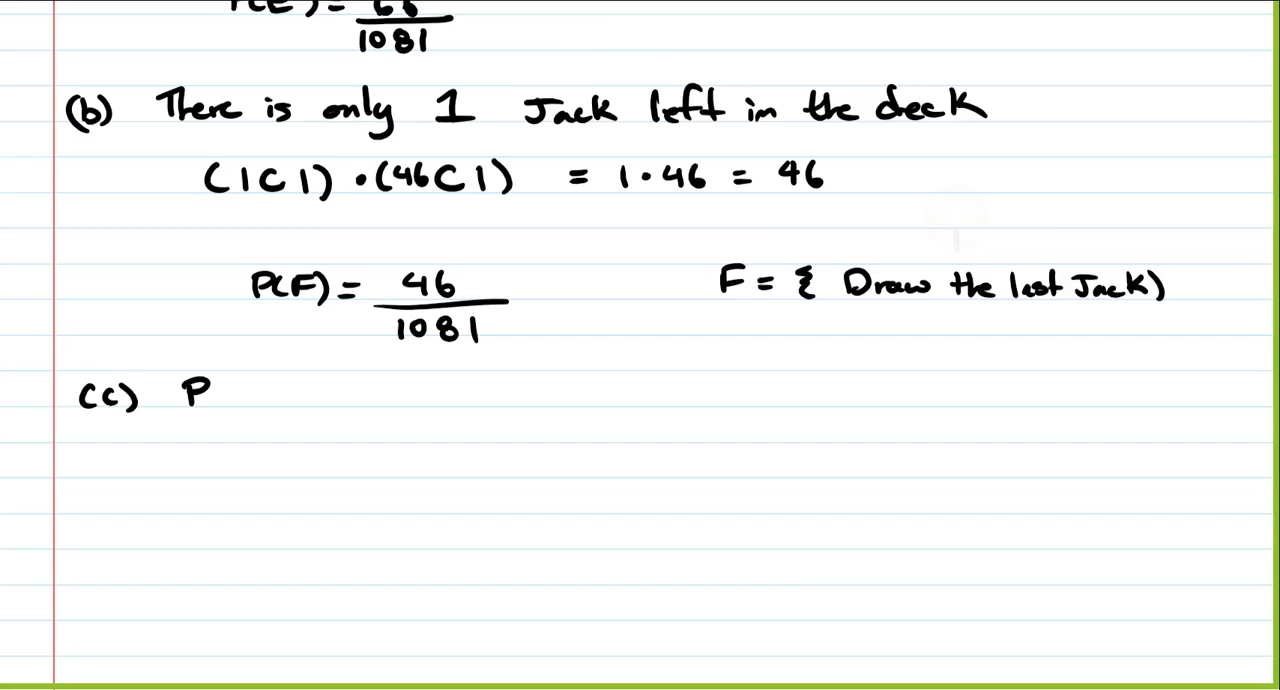 P(E) = 66
1081
(b) There is only 1 Jack left in the deck
(1C1) · (46C1) = 1 · 46 = 46
P(F) = 46 F = { Draw the last Jack)
1081
(c) P